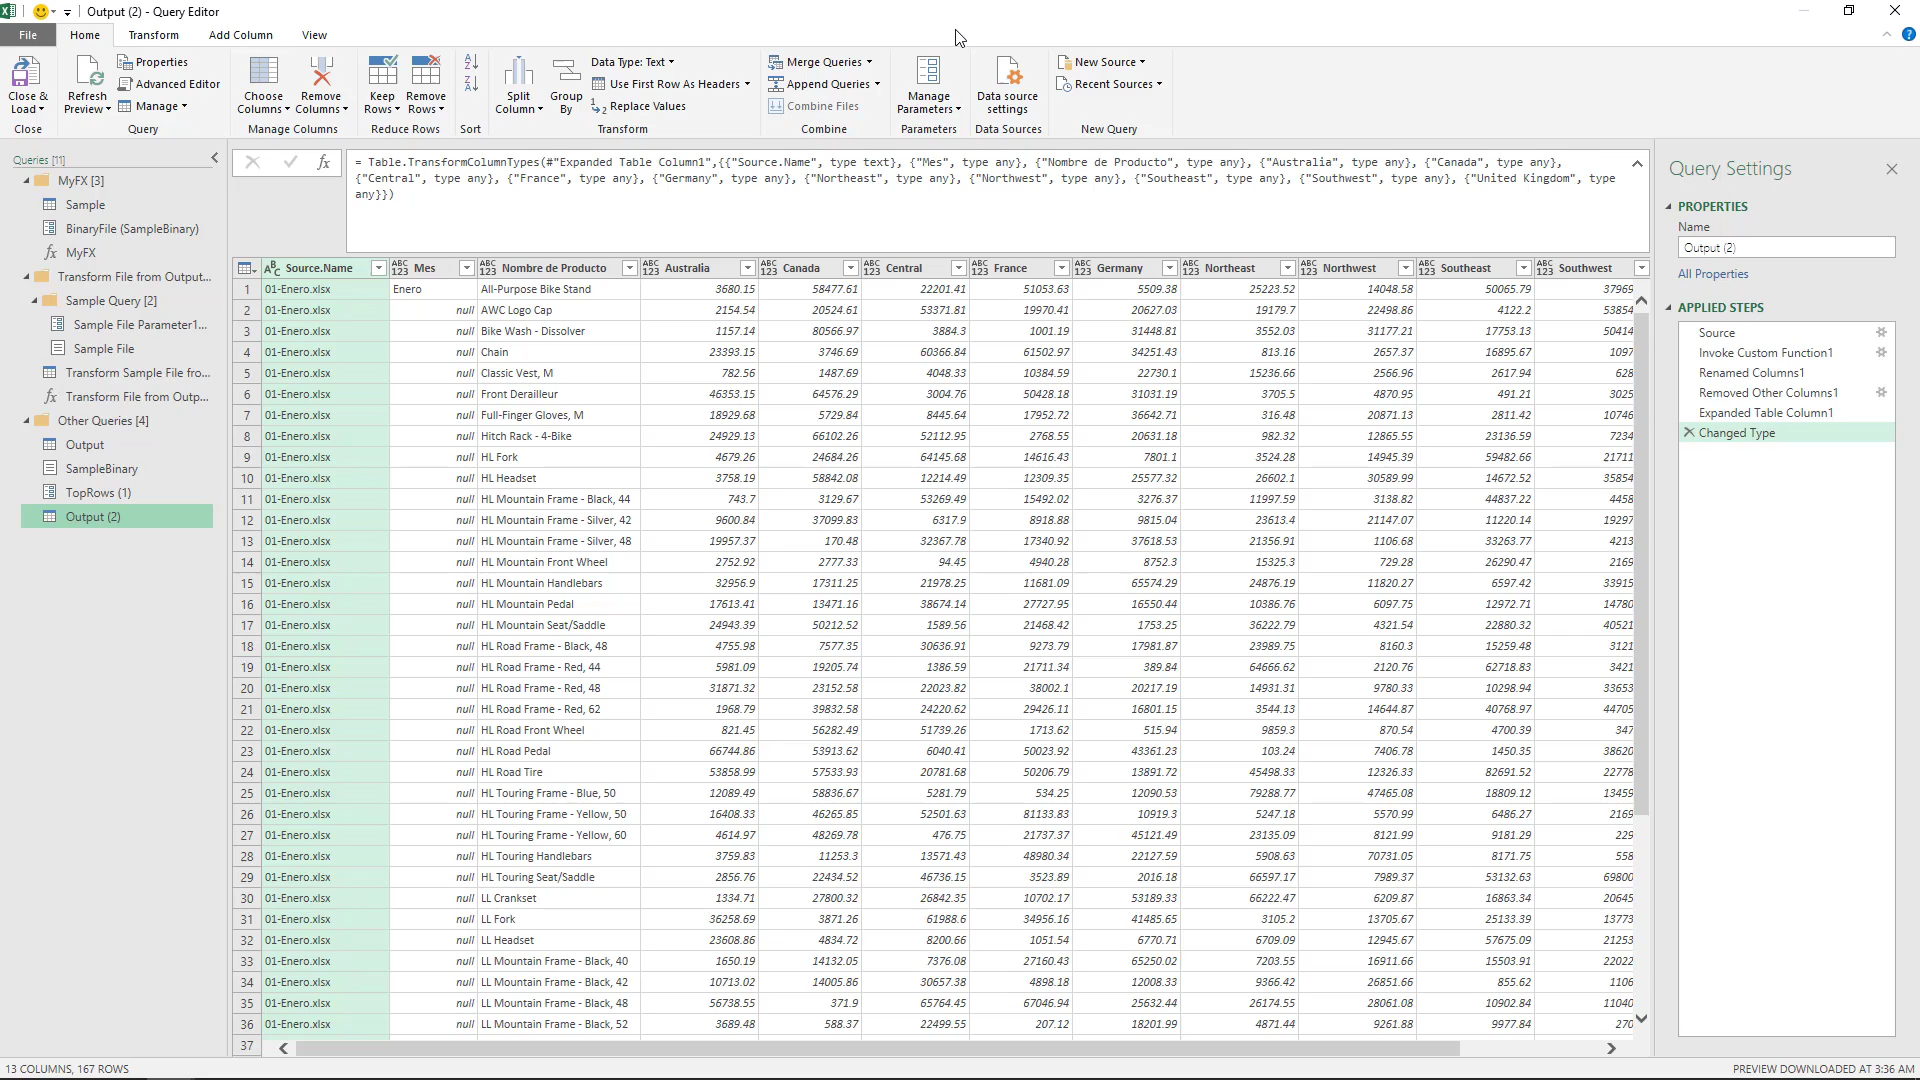 Output (2) - Query Editor
File Home Transform Add Column View
Close & Load
Refresh Preview
Properties
Advanced Editor
Manage
Choose Columns
Remove Columns
Keep Rows
Remove Rows
Split Column
Group By
Data Type: Text
Use First Row As Headers
Replace Values
Merge Queries
Append Queries
Combine Files
Manage Parameters
Data source settings
New Source
Recent Sources
Close Query Manage Columns Reduce Rows Sort Transform Combine Parameters Data Sources New Query
Queries [11]
MyFX [3]
Sample
BinaryFile (SampleBinary)
MyFX
Transform File from Output...
Sample Query [2]
Sample File Parameter1...
Sample File
Transform Sample File fro...
Transform File from Outp...
Other Queries [4]
Output
SampleBinary
TopRows (1)
Output (2)
= Table.TransformColumnTypes(#"Expanded Table Column1",{{"Source.Name", type text}, {"Mes", type any}, {"Nombre de Producto", type any}, {"Australia", type any}, {"Canada", type any},
{"Central", type any}, {"France", type any}, {"Germany", type any}, {"Northeast", type any}, {"Northwest", type any}, {"Southeast", type any}, {"Southwest", type any}, {"United Kingdom", type
any}})
Source.Name Mes Nombre de Producto Australia Canada Central France Germany Northeast Northwest Southeast Southwest
1 01-Enero.xlsx Enero All-Purpose Bike Stand 3680.15 58477.61 22201.41 51053.63 5509.38 25223.52 14048.58 50065.79 37969
2 01-Enero.xlsx null AWC Logo Cap 2154.54 20524.61 53371.81 19970.41 20627.03 19179.7 22498.86 4122.2 53854
3 01-Enero.xlsx null Bike Wash - Dissolver 1157.14 80566.97 3884.3 1001.19 31448.81 3552.03 31177.21 17753.13 50414
4 01-Enero.xlsx null Chain 23393.15 3746.69 60366.84 61502.97 34251.43 813.16 2657.37 16895.67 1097
5 01-Enero.xlsx null Classic Vest, M 782.56 1487.69 4048.33 10384.59 22730.1 15236.66 2566.96 2617.94 628
6 01-Enero.xlsx null Front Derailleur 46353.15 64576.29 3004.76 50428.18 31031.19 3705.5 4870.95 491.21 3025
7 01-Enero.xlsx null Full-Finger Gloves, M 18929.68 5729.84 8445.64 17952.72 36642.71 316.48 20871.13 2811.42 10746
8 01-Enero.xlsx null Hitch Rack - 4-Bike 24929.13 66102.26 52112.95 2768.55 20631.18 982.32 12865.55 23136.59 7234
9 01-Enero.xlsx null HL Fork 4679.26 24684.26 64145.68 14616.43 7801.1 3524.28 14945.39 59482.66 21711
10 01-Enero.xlsx null HL Headset 3758.19 58842.08 12214.49 12309.35 25577.32 26602.1 30589.99 14672.52 35854
11 01-Enero.xlsx null HL Mountain Frame - Black, 44 743.7 3129.67 53269.49 15492.02 3276.37 11997.59 3138.82 44837.22 4458
12 01-Enero.xlsx null HL Mountain Frame - Silver, 42 9600.84 37099.83 6317.9 8918.88 9815.04 23613.4 21147.07 11220.14 19297
13 01-Enero.xlsx null HL Mountain Frame - Silver, 48 19957.37 170.48 32367.78 17340.92 37618.53 21356.91 1106.68 33263.77 4213
14 01-Enero.xlsx null HL Mountain Front Wheel 2752.92 2777.33 94.45 4940.28 8752.3 15325.3 729.28 26290.47 2169
15 01-Enero.xlsx null HL Mountain Handlebars 32956.9 17311.25 21978.25 11681.09 65574.29 24876.19 11820.27 6597.42 33915
16 01-Enero.xlsx null HL Mountain Pedal 17613.41 13471.16 38674.14 27727.95 16550.44 10386.76 6097.75 12972.71 14780
17 01-Enero.xlsx null HL Mountain Seat/Saddle 24943.39 50212.52 1589.56 21468.42 1753.25 36222.79 4321.54 22880.32 40521
18 01-Enero.xlsx null HL Road Frame - Black, 48 4755.98 7577.35 30636.91 9273.79 17981.87 23989.75 8160.3 15259.48 3121
19 01-Enero.xlsx null HL Road Frame - Red, 44 5981.09 19205.74 1386.59 21711.34 389.84 64666.62 2120.76 62718.83 3421
20 01-Enero.xlsx null HL Road Frame - Red, 48 31871.32 23152.58 22023.82 38002.1 20217.19 14931.31 9780.33 10298.94 33653
21 01-Enero.xlsx null HL Road Frame - Red, 62 1968.79 39832.58 24220.62 29426.11 16801.15 3544.13 14644.87 40768.97 44705
22 01-Enero.xlsx null HL Road Front Wheel 821.45 56282.49 51739.26 1713.62 515.94 9859.3 870.54 4700.39 347
23 01-Enero.xlsx null HL Road Pedal 66744.86 53913.62 6040.41 50023.92 43361.23 103.24 7406.78 1450.35 38620
24 01-Enero.xlsx null HL Road Tire 53858.99 57533.93 20781.68 50206.79 13891.72 45498.33 12326.33 82691.52 22778
25 01-Enero.xlsx null HL Touring Frame - Blue, 50 12089.49 58836.67 5281.79 534.25 12090.53 79288.77 47465.08 18809.12 13459
26 01-Enero.xlsx null HL Touring Frame - Yellow, 50 16408.33 46265.85 52501.63 81133.83 10919.3 5247.18 5570.99 6486.27 2169
27 01-Enero.xlsx null HL Touring Frame - Yellow, 60 4614.97 48269.78 476.75 21737.37 45121.49 23135.09 8121.99 9181.29 229
28 01-Enero.xlsx null HL Touring Handlebars 3759.83 11253.3 13571.43 48980.34 22127.59 5908.63 70731.05 8171.75 558
29 01-Enero.xlsx null HL Touring Seat/Saddle 2856.76 22434.52 46736.15 3523.89 2016.18 66597.17 7989.37 53132.63 69800
30 01-Enero.xlsx null LL Crankset 1334.71 27800.32 26842.35 10702.17 53189.33 66222.47 6209.87 16863.34 20645
31 01-Enero.xlsx null LL Fork 36258.69 3871.26 61988.6 34956.16 41485.65 3105.2 13705.67 25133.39 13773
32 01-Enero.xlsx null LL Headset 23608.86 4834.72 8200.66 1051.54 6770.71 6709.09 12945.67 57675.09 21253
33 01-Enero.xlsx null LL Mountain Frame - Black, 40 1650.19 14132.05 7376.08 27160.43 65250.02 7203.55 16911.66 15503.91 22022
34 01-Enero.xlsx null LL Mountain Frame - Black, 42 10713.02 14005.86 30657.38 4898.18 12008.33 9366.42 26851.66 855.62 1106
35 01-Enero.xlsx null LL Mountain Frame - Black, 48 56738.55 371.9 65764.45 67046.94 25632.44 26174.55 28061.08 10902.84 11040
36 01-Enero.xlsx null LL Mountain Frame - Black, 52 3689.48 588.37 22499.55 207.12 18201.99 4871.44 9261.88 9977.84 270
37
Query Settings
PROPERTIES
Name
Output (2)
All Properties
APPLIED STEPS
Source
Invoke Custom Function1
Renamed Columns1
Removed Other Columns1
Expanded Table Column1
Changed Type
13 COLUMNS, 167 ROWS
PREVIEW DOWNLOADED AT 3:36 AM